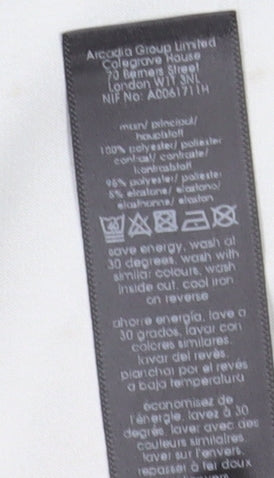 Arcadia Group Limited
Colegrave House
70 Berners Street
London W1T 3NL
NIF No: A0061711H
main/ principal/
hauptstoff
100% polyester/ poliester
contrast/ contraste/
kontraststoff
95% polyester/ poliester
5% elastane/ elastano/
elasthanne/ elastan
40
save energy, wash at
30 degrees, wash with
similar colours, wash
inside out, cool iron
on reverse
ahorre energía, lave a
30 grados, lavar con
colores similares
lavar del revés,
planchar por el revés
a baja temperatura
économisez de
l'énergie, lavez à 30
degrés, laver avec des
couleurs similaires
laver sur l'envers,
repasser à fer doux
l'envers